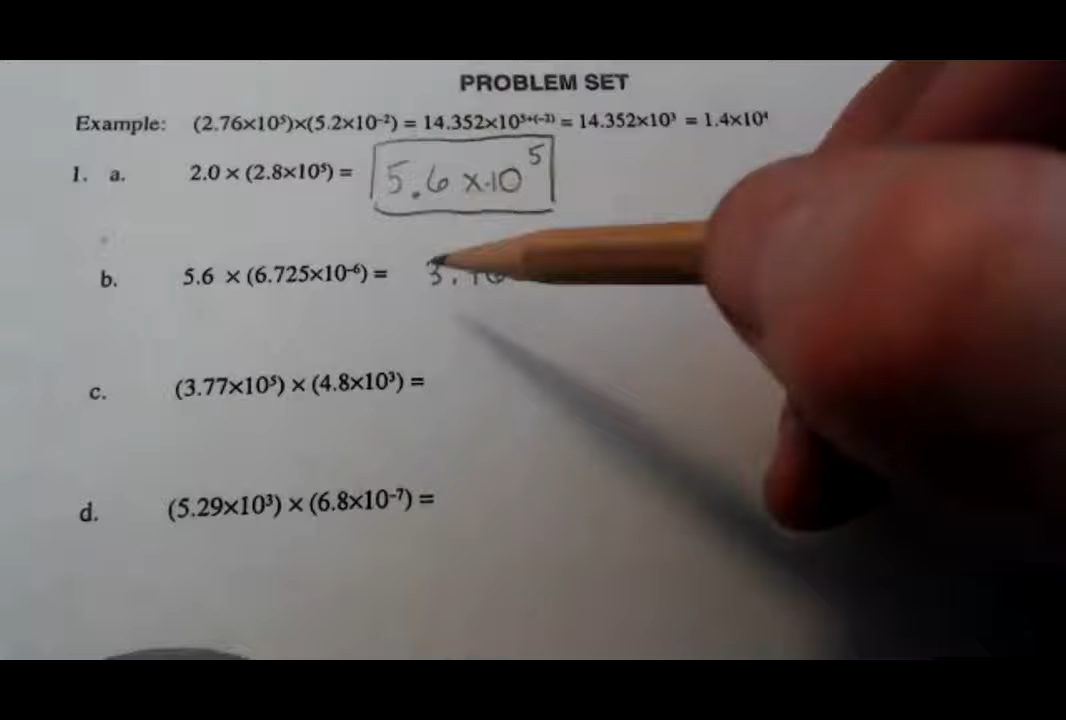 PROBLEM SET
Example: (2.76×10⁵)×(5.2×10⁻²) = 14.352×10⁵⁺⁽⁻²⁾ = 14.352×10³ = 1.4×10⁴
1. a. 2.0 × (2.8×10⁵) = 5.6 x 10⁵
b. 5.6 × (6.725×10⁻⁶) =
c. (3.77×10⁵) × (4.8×10³) =
d. (5.29×10³) × (6.8×10⁻⁷) =